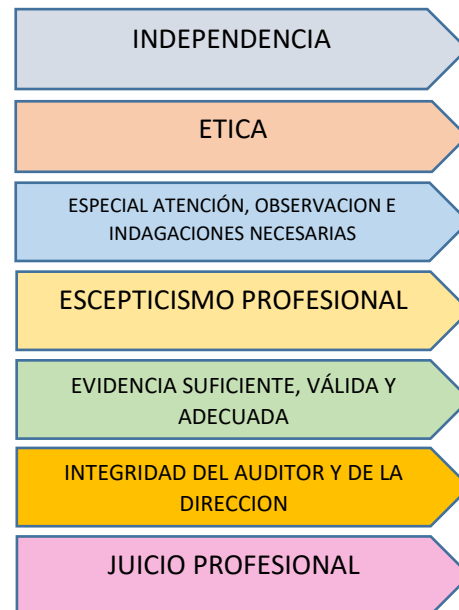 INDEPENDENCIA
ETICA
ESPECIAL ATENCIÓN, OBSERVACION E
INDAGACIONES NECESARIAS
ESCEPTICISMO PROFESIONAL
EVIDENCIA SUFICIENTE, VÁLIDA Y
ADECUADA
INTEGRIDAD DEL AUDITOR Y DE LA
DIRECCION
JUICIO PROFESIONAL